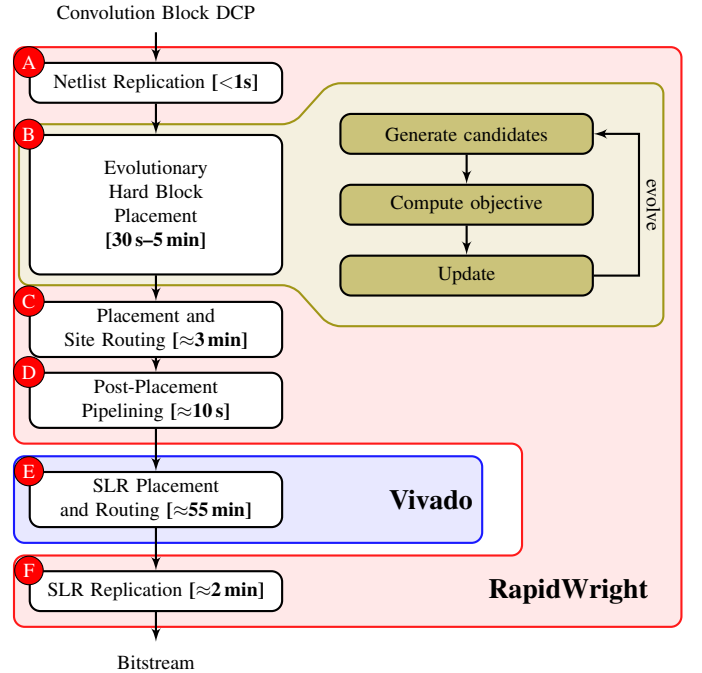 Convolution Block DCP
A
Netlist Replication [<1s]
B
Evolutionary
Hard Block
Placement
[30 s–5 min]
Generate candidates
Compute objective
Update
evolve
C
Placement and
Site Routing [≈3 min]
D
Post-Placement
Pipelining [≈10 s]
E
SLR Placement
and Routing [≈55 min]
Vivado
F
SLR Replication [≈2 min]
RapidWright
Bitstream